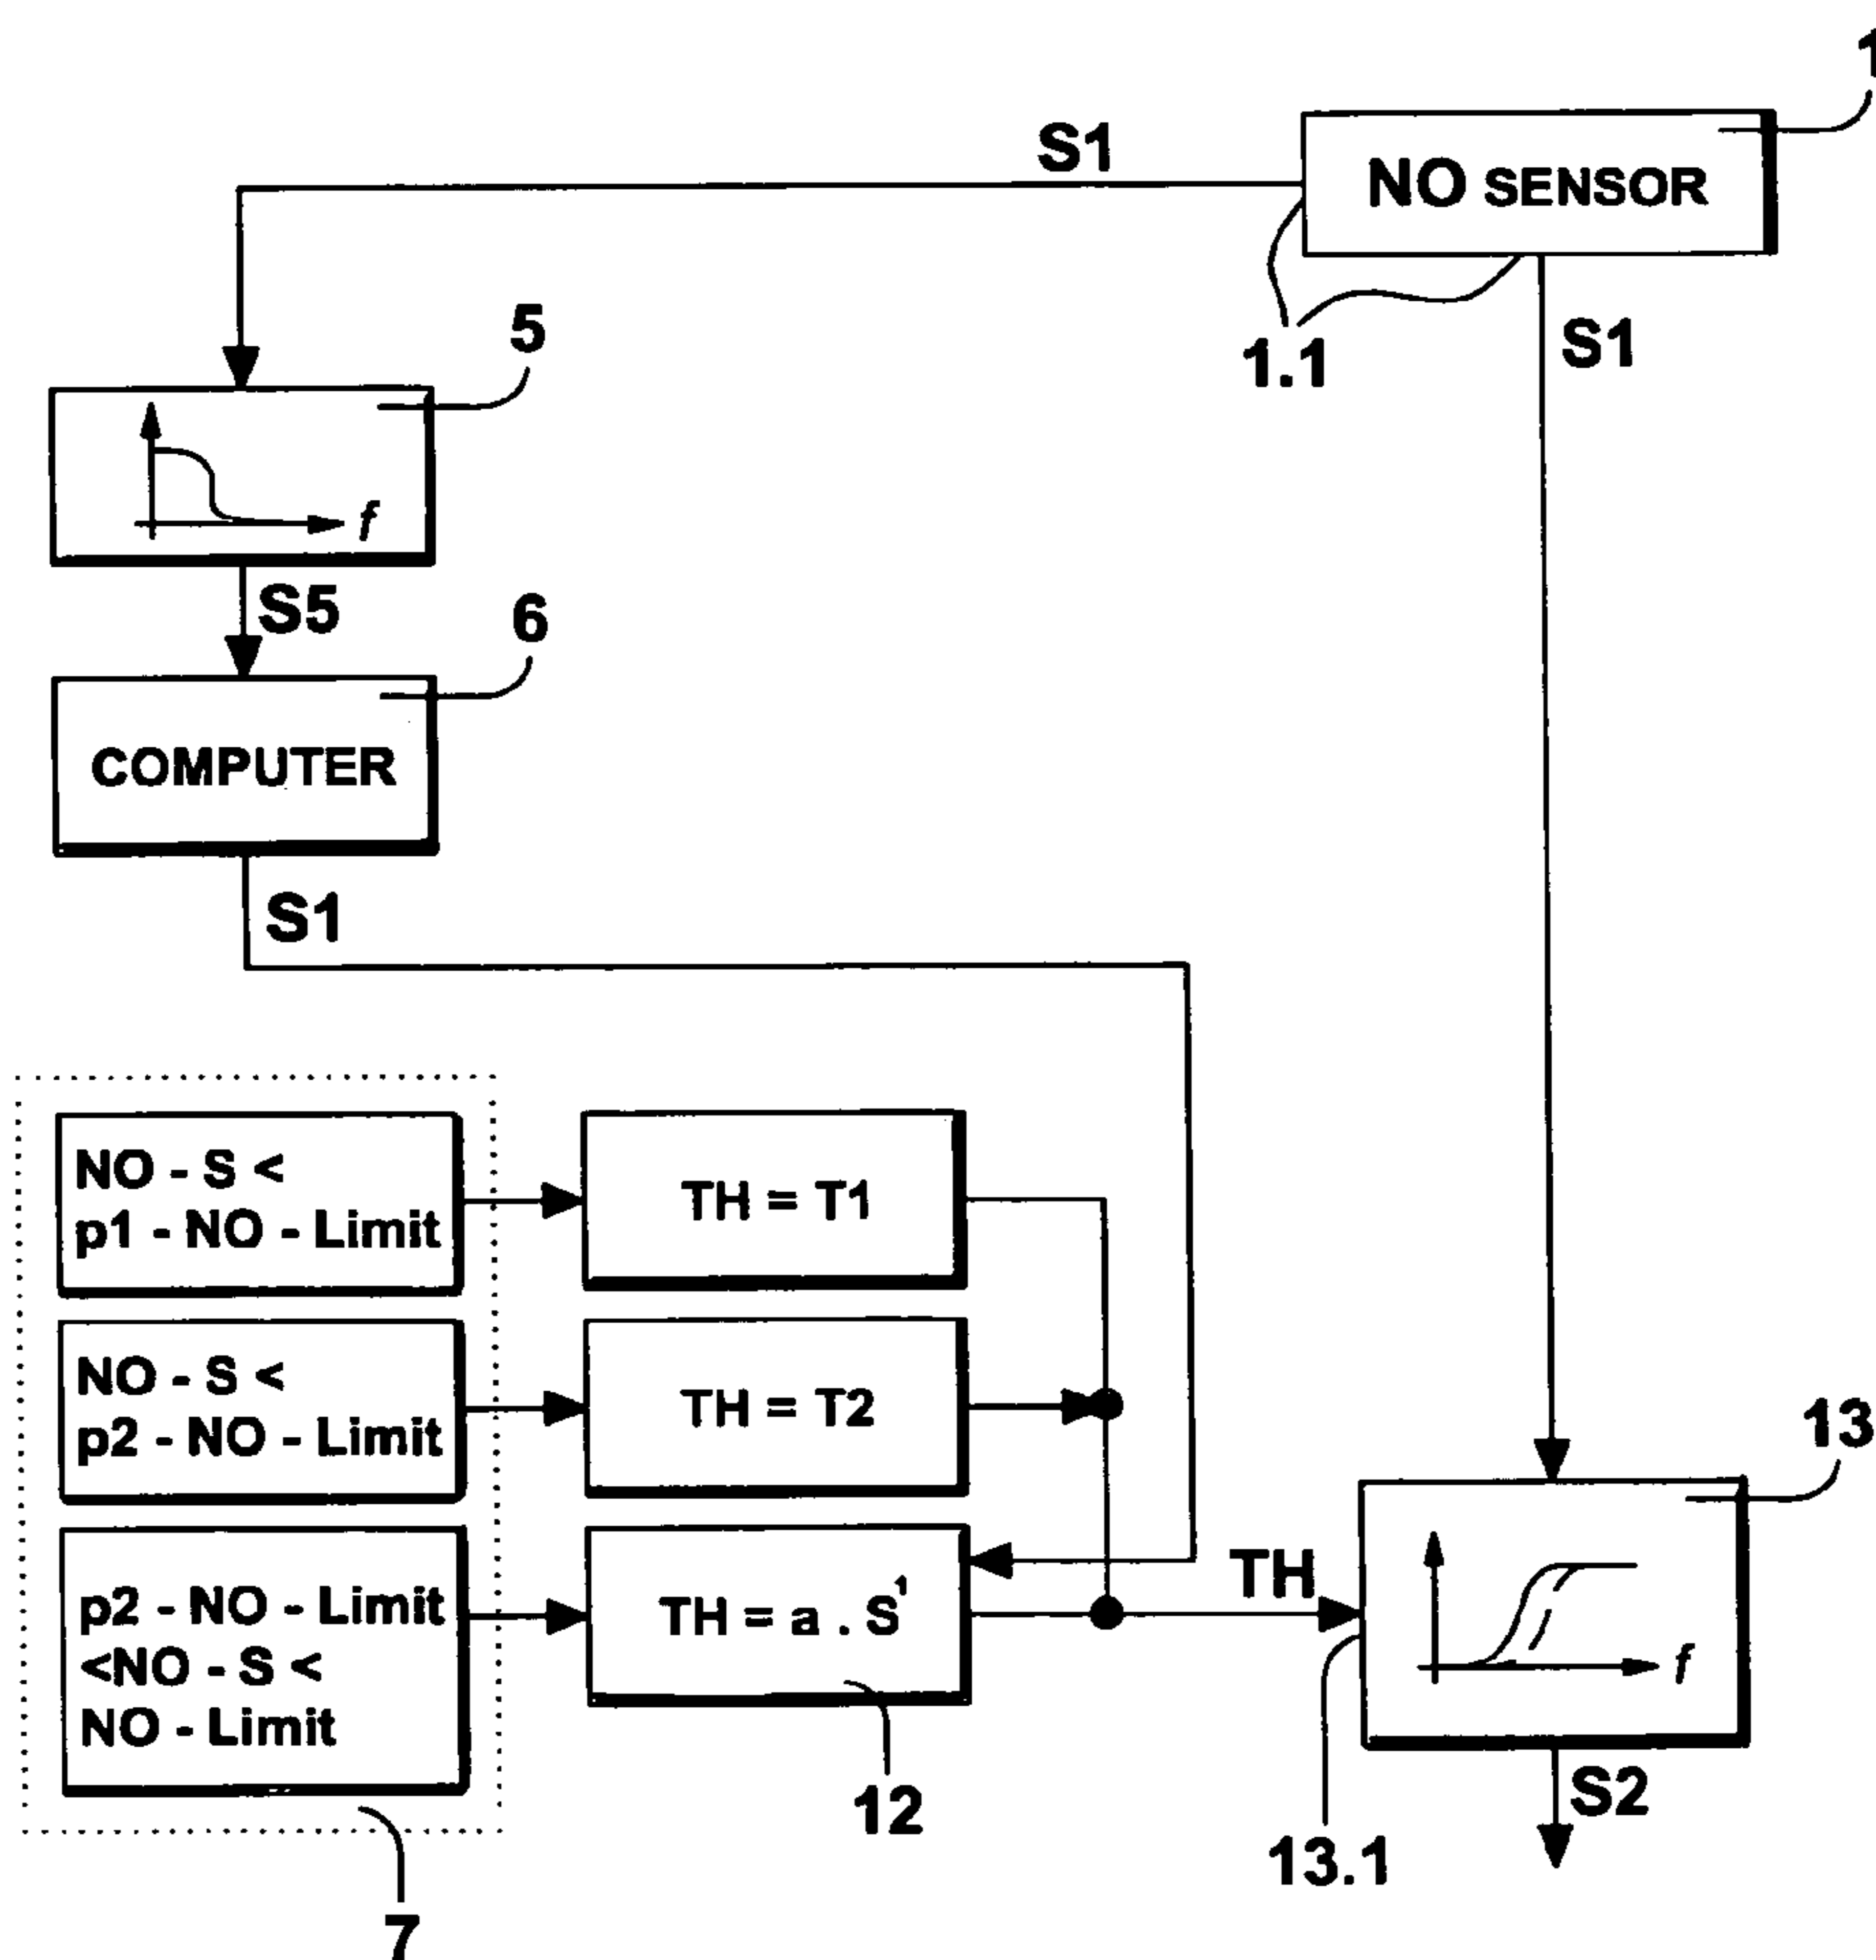 1
S1
NO SENSOR
5
1.1
S1
f
S5
6
COMPUTER
S1
NO - S <
p1 - NO - Limit
TH = T1
NO - S <
p2 - NO - Limit
TH = T2
13
p2 - NO - Limit
<NO - S <
NO - Limit
TH = a . S¹
TH
f
12
S2
13.1
7